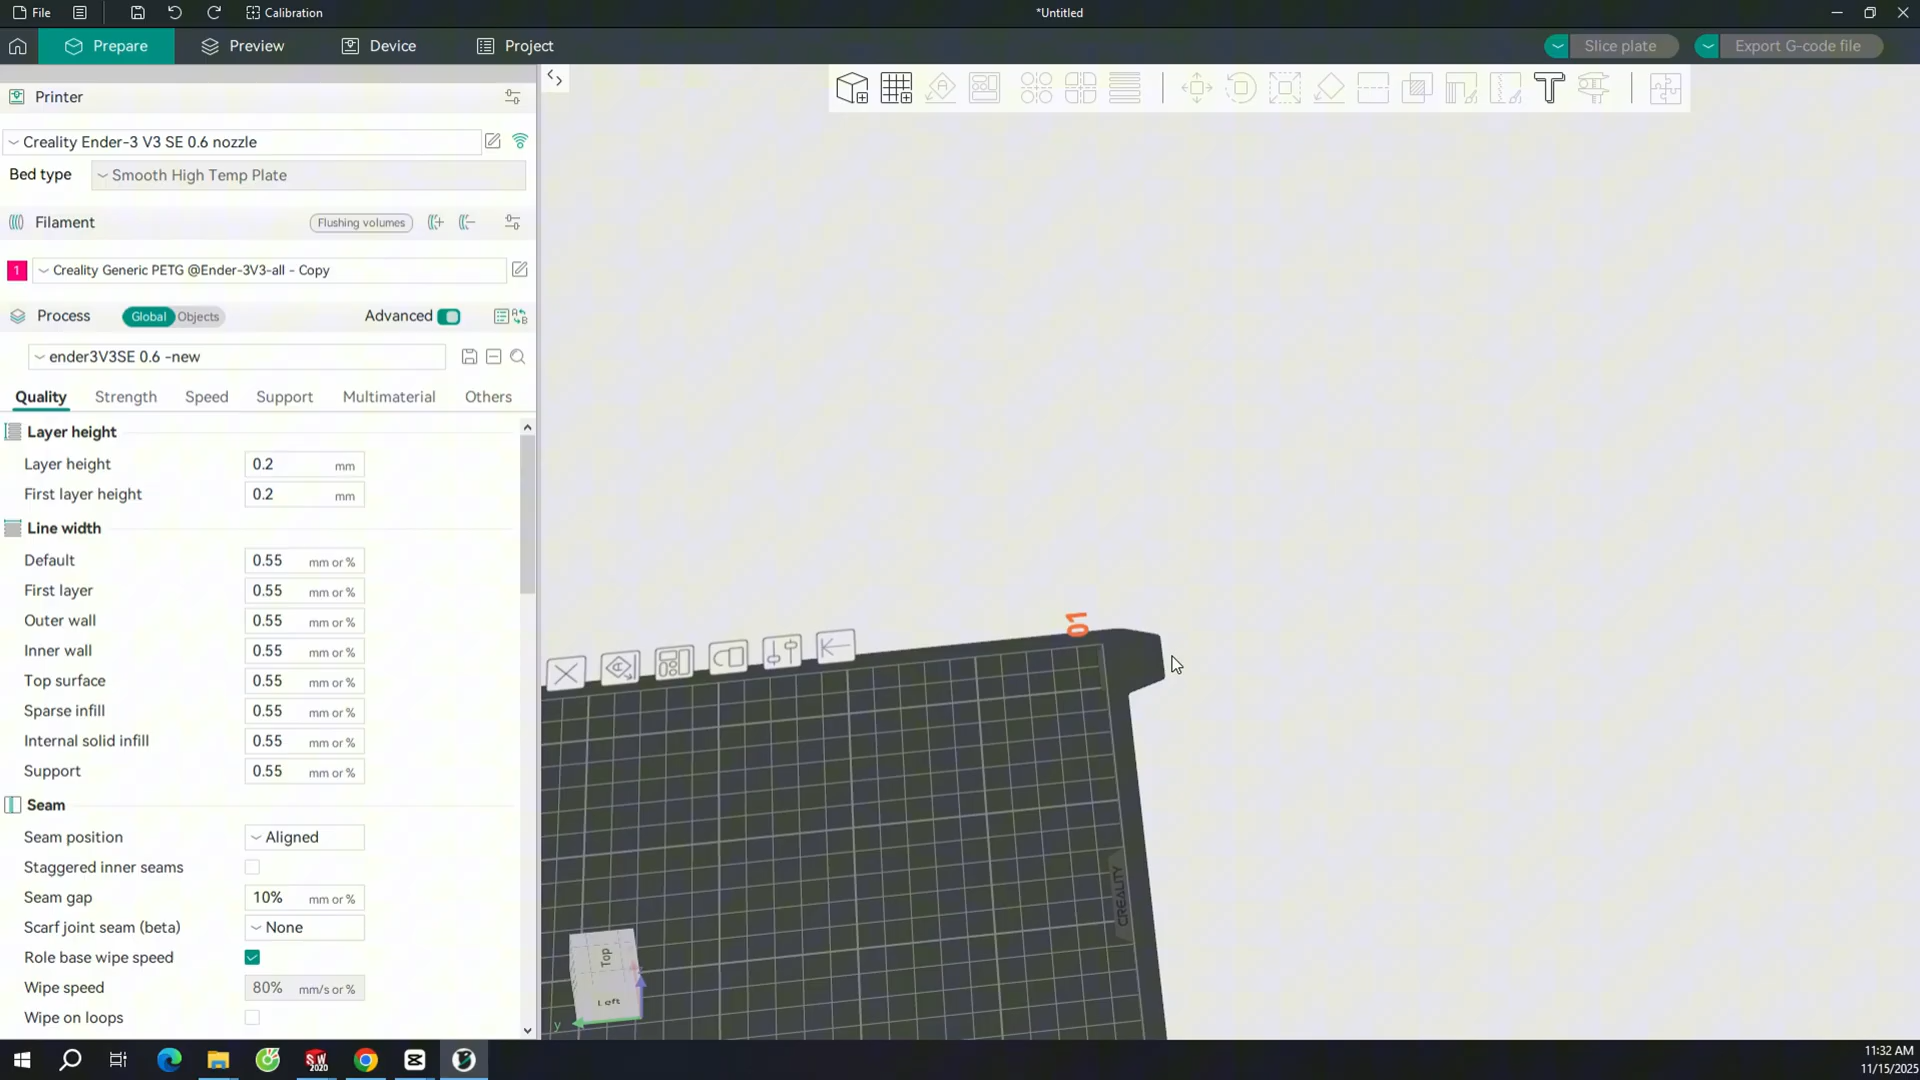 File
Calibration
*Untitled
Prepare
Preview
Device
Project
Slice plate
Export G-code file
Printer
Creality Ender-3 V3 SE 0.6 nozzle
Bed type
Smooth High Temp Plate
Filament
Flushing volumes
1
Creality Generic PETG @Ender-3V3-all - Copy
Process
Global
Objects
Advanced
ender3V3SE 0.6 -new
Quality
Strength
Speed
Support
Multimaterial
Others
Layer height
Layer height 0.2 mm
First layer height 0.2 mm
Line width
Default 0.55 mm or %
First layer 0.55 mm or %
Outer wall 0.55 mm or %
Inner wall 0.55 mm or %
Top surface 0.55 mm or %
Sparse infill 0.55 mm or %
Internal solid infill 0.55 mm or %
Support 0.55 mm or %
Seam
Seam position Aligned
Staggered inner seams
Seam gap 10% mm or %
Scarf joint seam (beta) None
Role base wipe speed
Wipe speed 80% mm/s or %
Wipe on loops
01
CREALITY
Top
Left
y
SW
2020
11:32 AM
11/15/2025